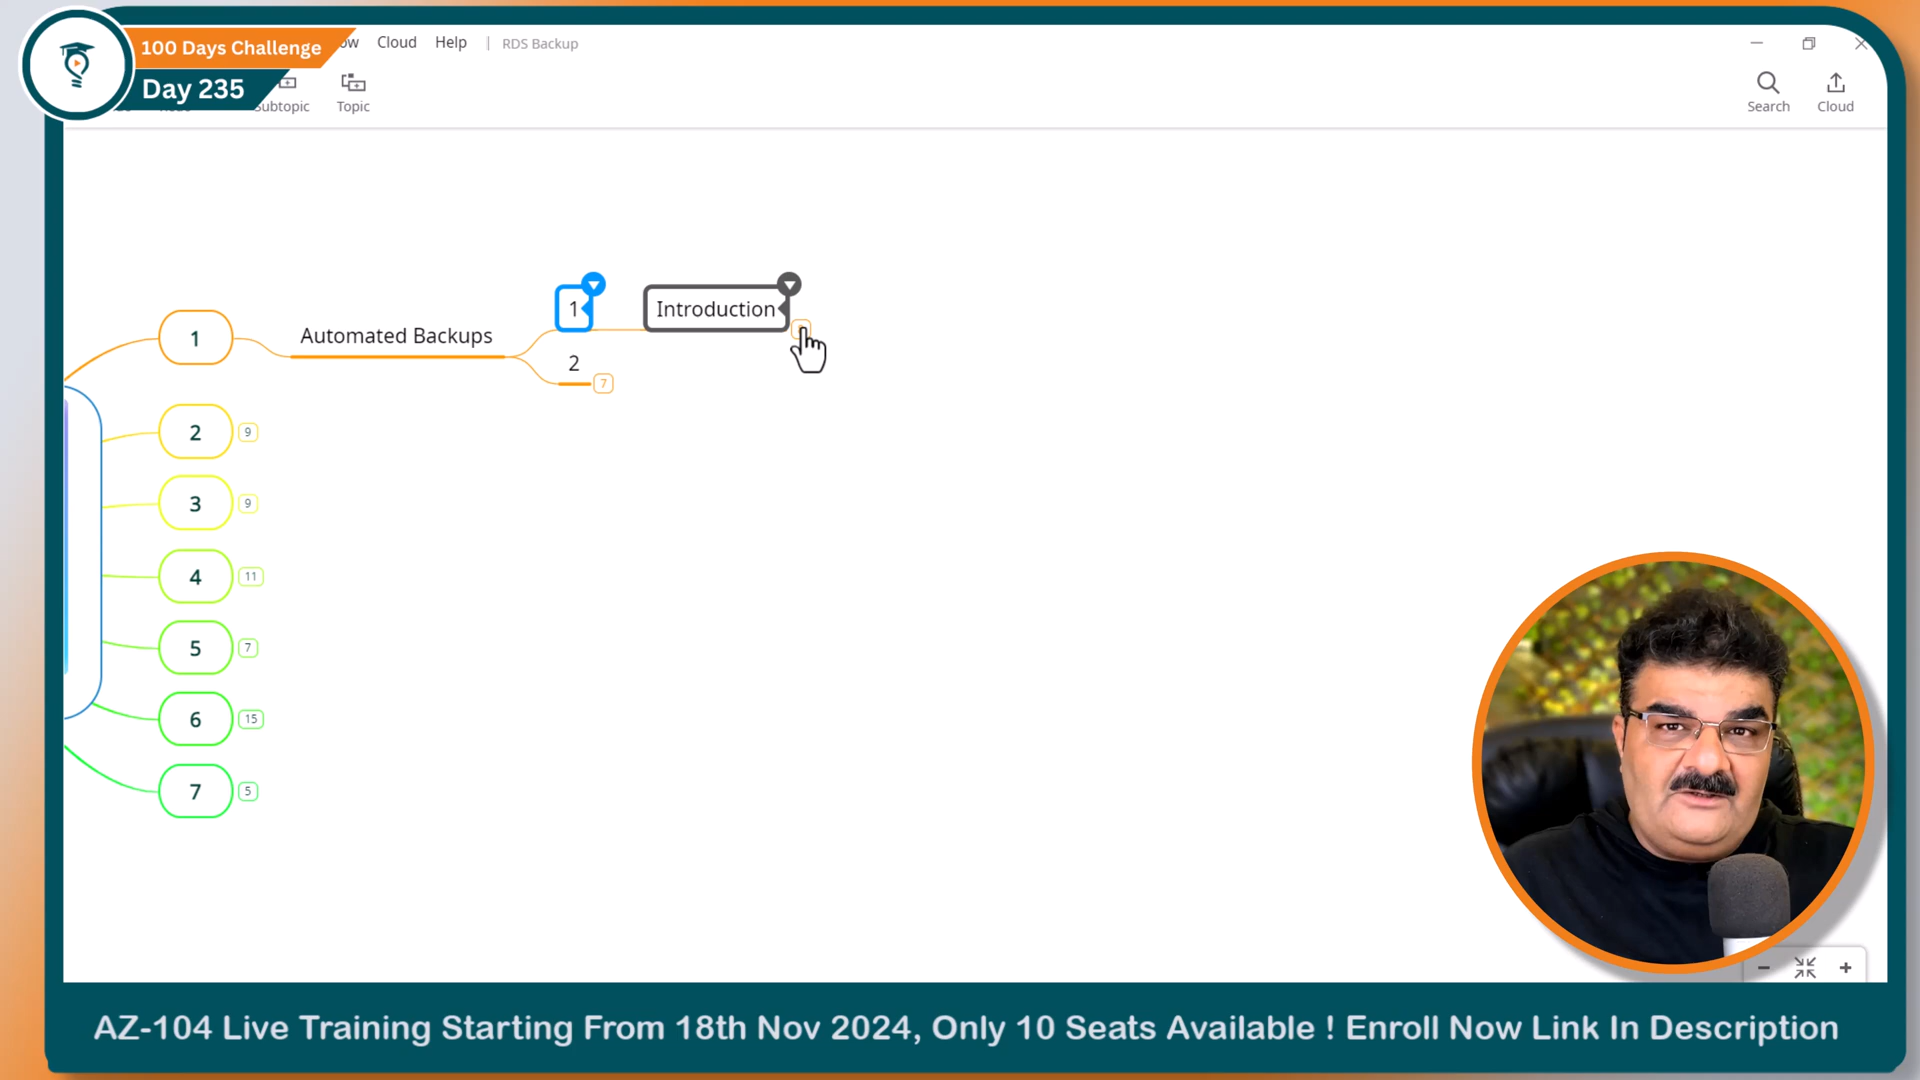 100 Days Challenge
Day 235
ow Cloud Help | RDS Backup
Subtopic
Topic
Search
Cloud
1
Automated Backups
1
Introduction
2
7
2
9
3
9
4
11
5
7
6
15
7
5
AZ-104 Live Training Starting From 18th Nov 2024, Only 10 Seats Available ! Enroll Now Link In Description